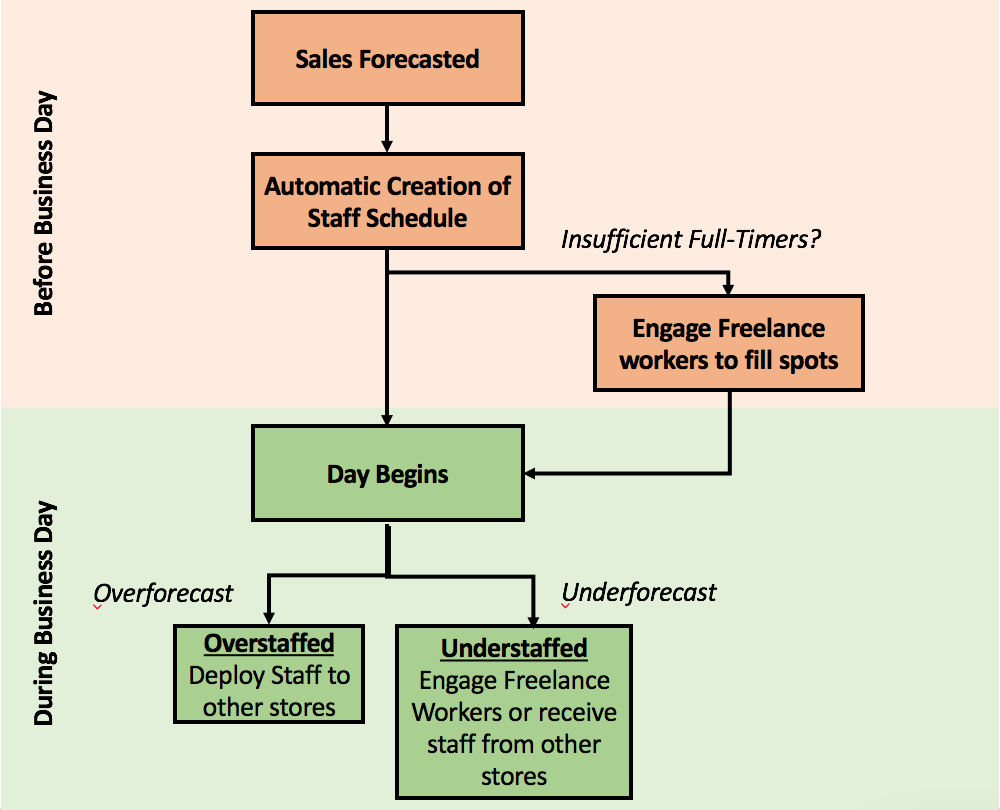 Before Business Day
Sales Forecasted
Automatic Creation of
Staff Schedule
Insufficient Full-Timers?
Engage Freelance
workers to fill spots
During Business Day
Day Begins
Overforecast
Underforecast
Overstaffed
Deploy Staff to
other stores
Understaffed
Engage Freelance
Workers or receive
staff from other
stores